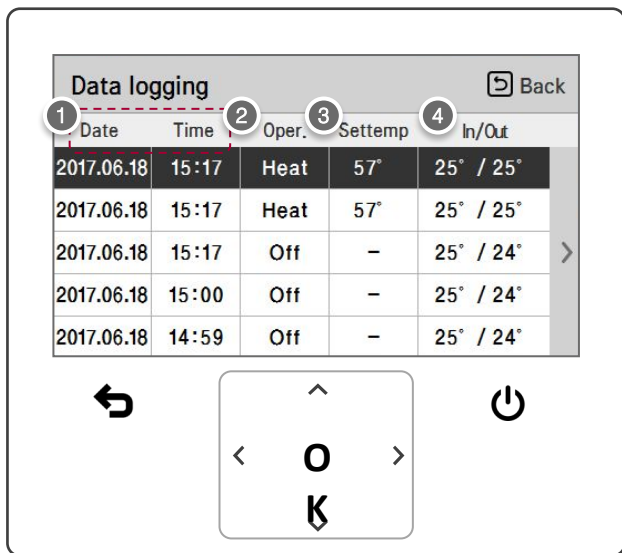 Data logging Back
1 2 3 4
Date Time Oper. Settemp In/Out
2017.06.18 15:17 Heat 57° 25° / 25°
2017.06.18 15:17 Heat 57° 25° / 25°
2017.06.18 15:17 Off – 25° / 24°
2017.06.18 15:00 Off – 25° / 24°
2017.06.18 14:59 Off – 25° / 24°
O
K